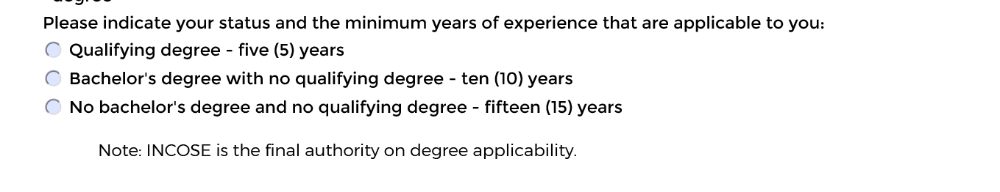 degree
Please indicate your status and the minimum years of experience that are applicable to you:
Qualifying degree - five (5) years
Bachelor's degree with no qualifying degree - ten (10) years
No bachelor's degree and no qualifying degree - fifteen (15) years
Note: INCOSE is the final authority on degree applicability.